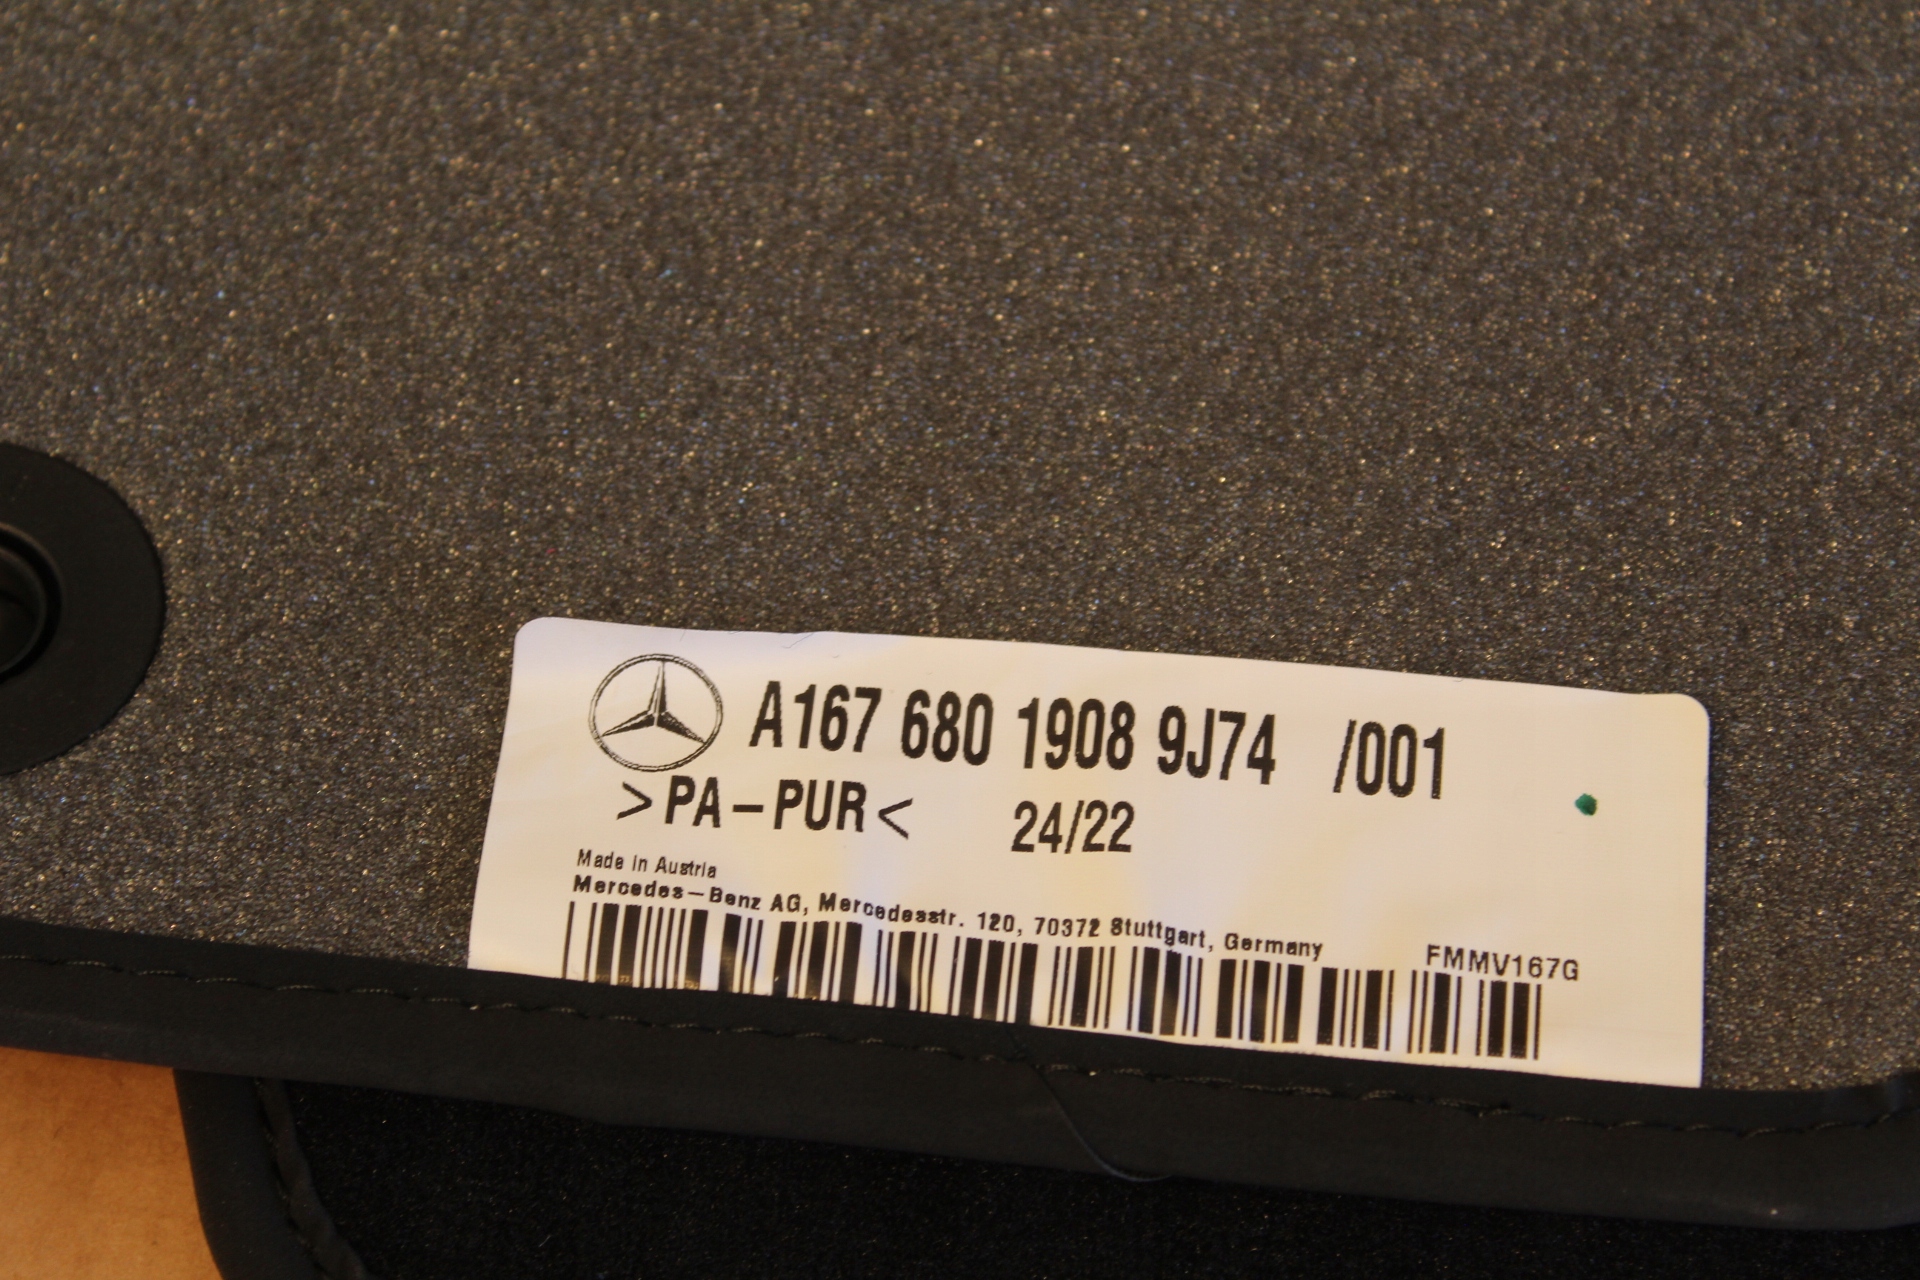 A167 680 1908 9J74 /001
>PA-PUR< 24/22
Made in Austria
Mercedes-Benz AG, Mercedesstr. 120, 70372 Stuttgart, Germany FMMV167G